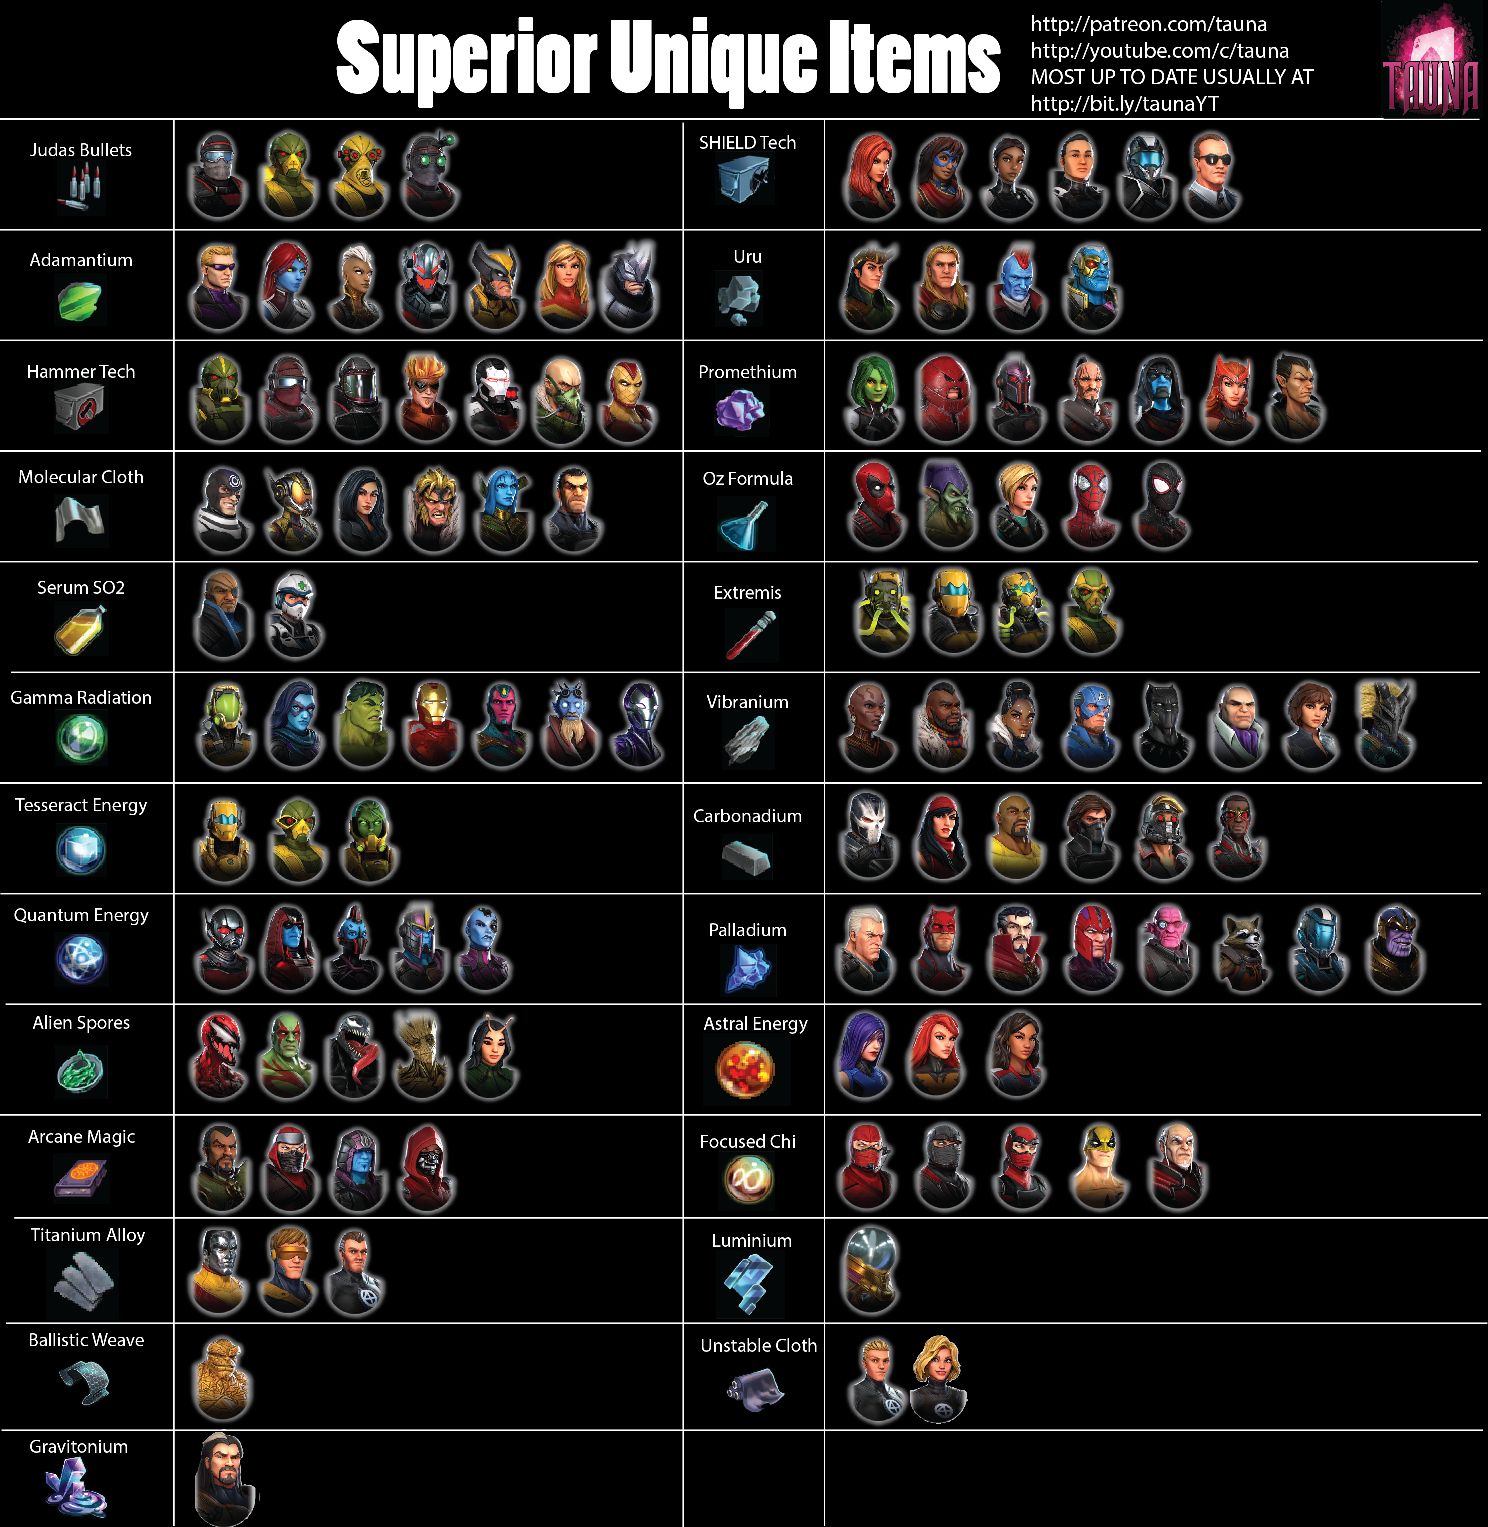 Superior Unique Items
http://patreon.com/tauna
http://youtube.com/c/tauna
MOST UP TO DATE USUALLY AT
http://bit.ly/taunaYT
TAUNA
Judas Bullets
SHIELD Tech
Adamantium
Uru
Hammer Tech
Promethium
Molecular Cloth
Oz Formula
Serum SO2
Extremis
Gamma Radiation
Vibranium
Tesseract Energy
Carbonadium
Quantum Energy
Palladium
Alien Spores
Astral Energy
Arcane Magic
Focused Chi
Titanium Alloy
Luminium
Ballistic Weave
Unstable Cloth
Gravitonium